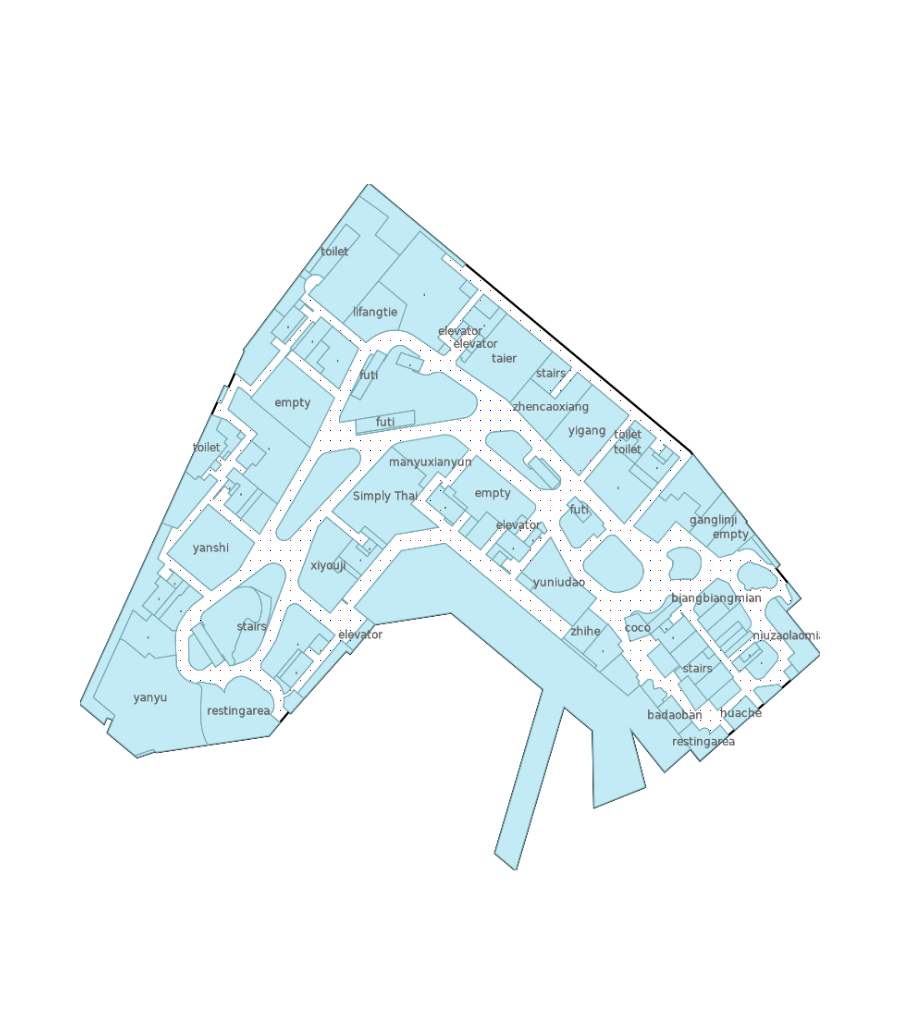 toilet
lifangtie
elevator
elevator
taier
stairs
futi
empty
zhencaoxiang
futi
yigang
toilet
toilet
toilet
manyuxianyun
Simply Thai
empty
futi
ganglinji
elevator
empty
yanshi
xiyouji
yuniudao
biangbiangmian
stairs
coco
zhihe
elevator
niuzaolaomi
stairs
yanyu
restingarea
badaoban
huache
restingarea